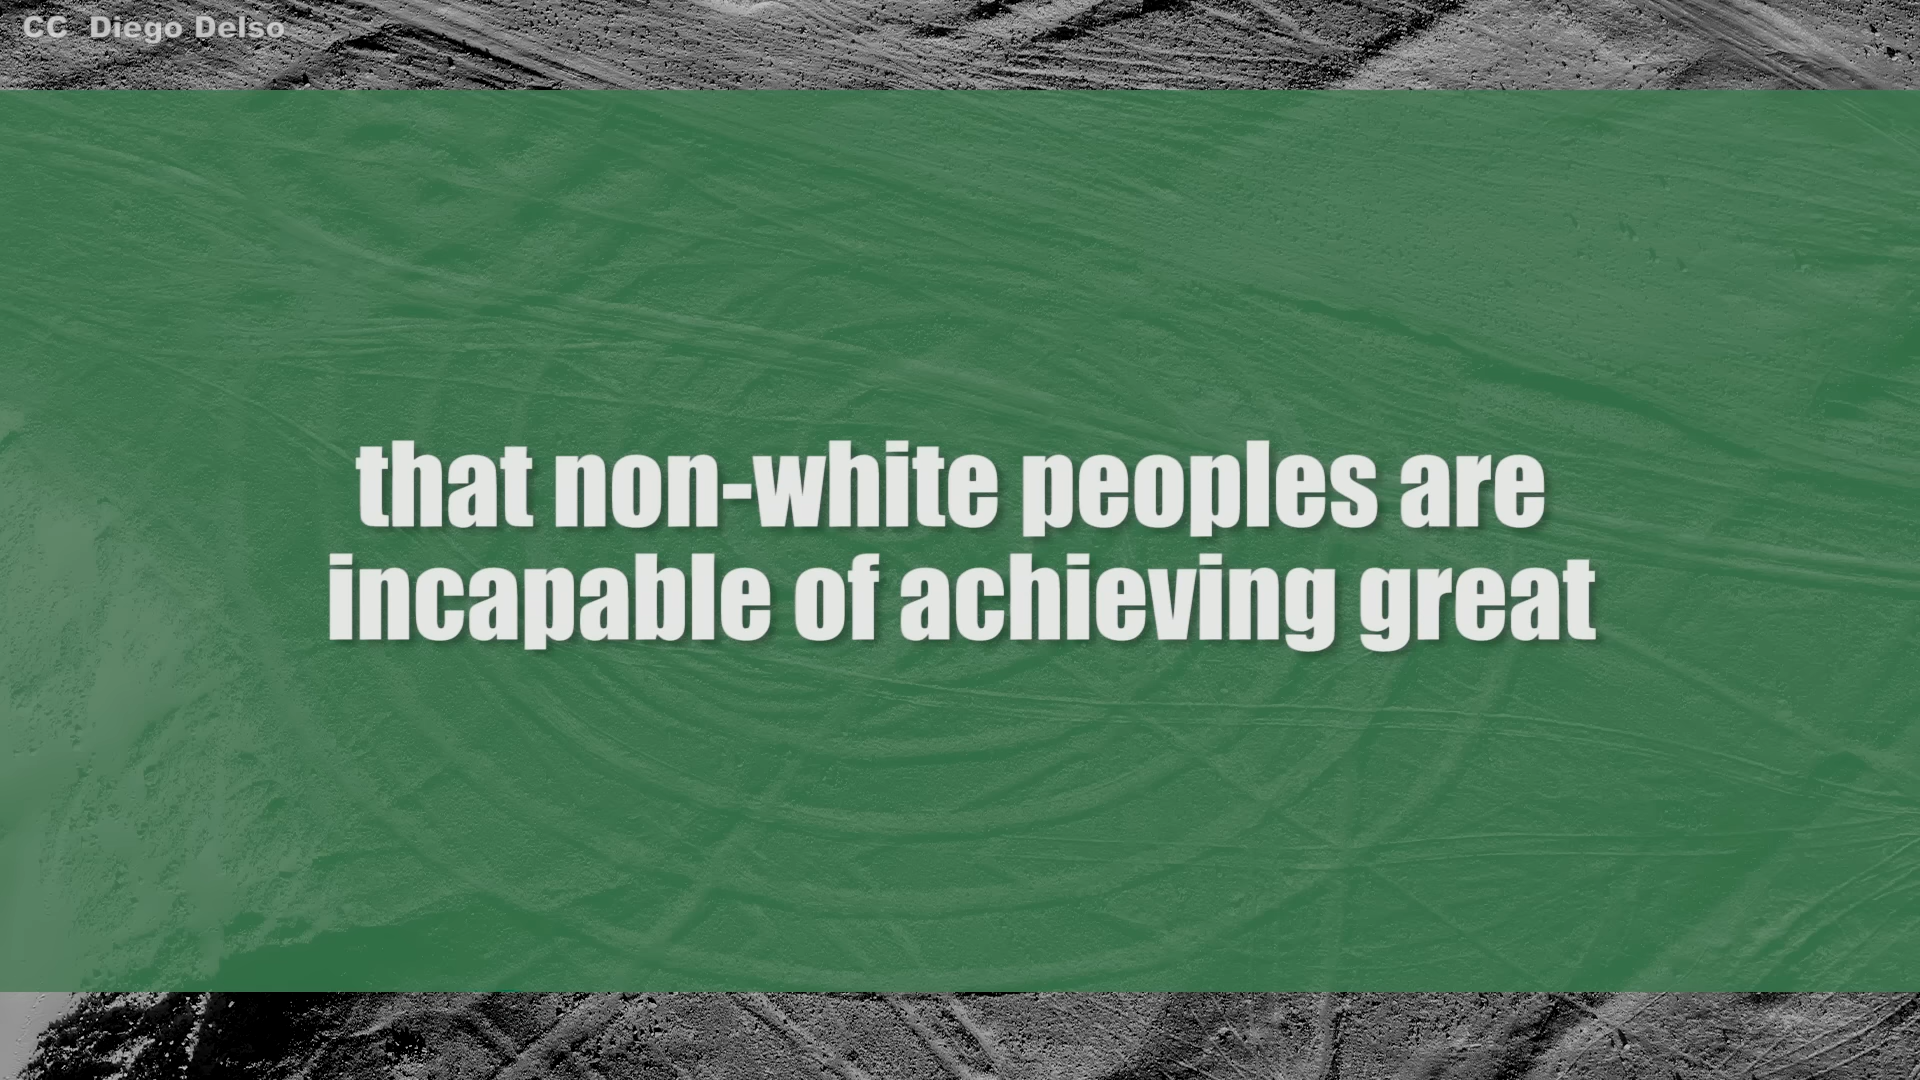 CC Diego Delso
that non-white peoples are
incapable of achieving great